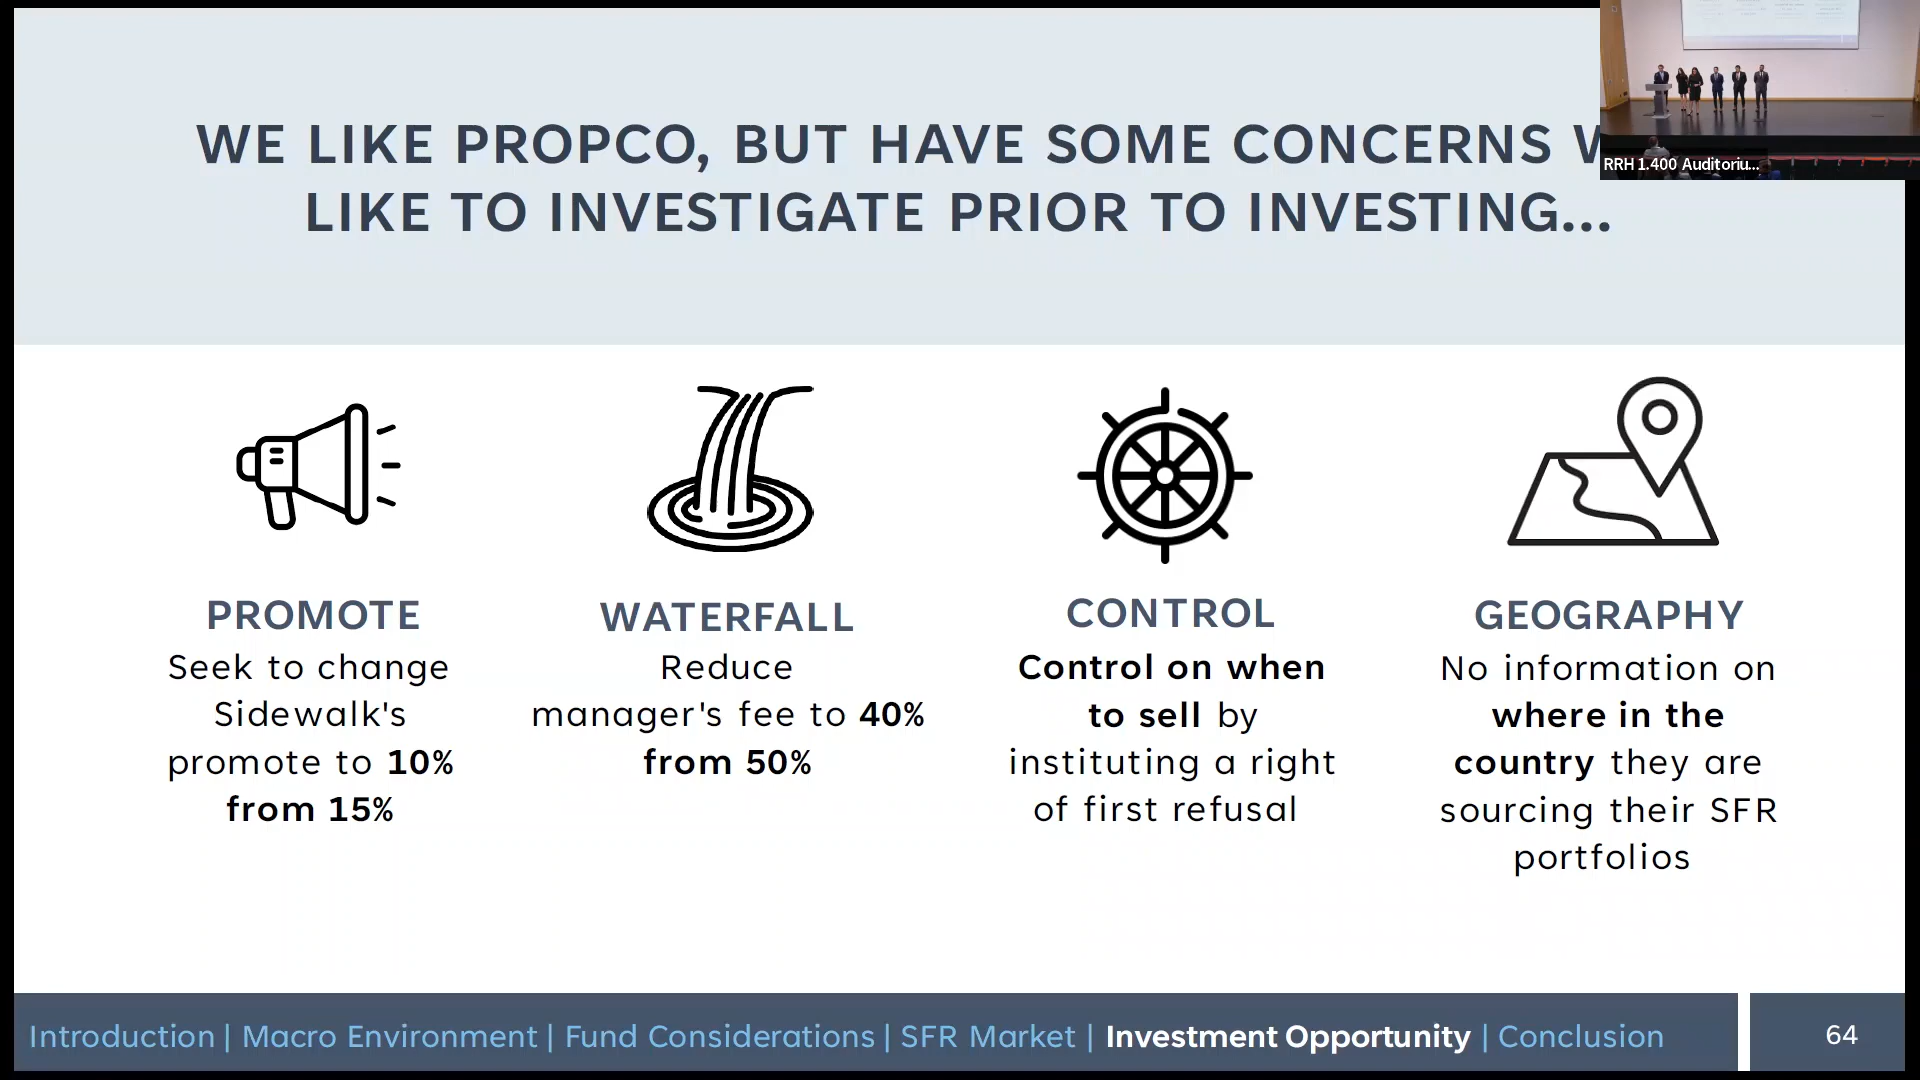 WE LIKE PROPCO, BUT HAVE SOME CONCERNS
LIKE TO INVESTIGATE PRIOR TO INVESTING...
RRH 1.400 Auditoriu...
PROMOTE
Seek to change
Sidewalk's
promote to 10%
from 15%
WATERFALL
Reduce
manager's fee to 40%
from 50%
CONTROL
Control on when
to sell by
instituting a right
of first refusal
GEOGRAPHY
No information on
where in the
country they are
sourcing their SFR
portfolios
Introduction | Macro Environment | Fund Considerations | SFR Market | Investment Opportunity | Conclusion
64